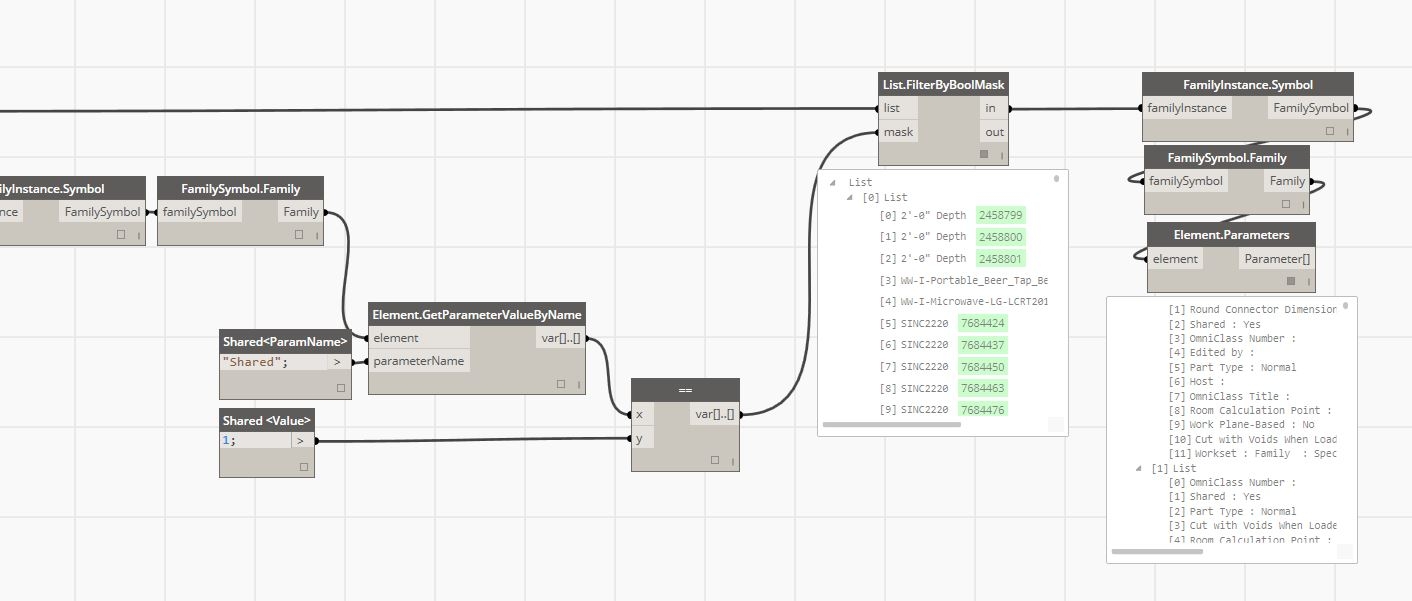 List.FilterByBoolMask
list in
mask out
FamilyInstance.Symbol
familyInstance FamilySymbol
FamilySymbol.Family
familySymbol Family
Element.Parameters
element Parameter[]
ilyInstance.Symbol
nce FamilySymbol
FamilySymbol.Family
familySymbol Family
List
[0] List
[0] 2'-0" Depth 2458799
[1] 2'-0" Depth 2458800
[2] 2'-0" Depth 2458801
[3] WW-I-Portable_Beer_Tap_Be
[4] WW-I-Microwave-LG-LCRT201
[5] SINC2220 7684424
[6] SINC2220 7684437
[7] SINC2220 7684450
[8] SINC2220 7684463
[9] SINC2220 7684476
Element.GetParameterValueByName
element var[]..[]
parameterName
Shared<ParamName>
"Shared"; >
Shared <Value>
1; >
==
x var[]..[]
y
[1] Round Connector Dimension
[2] Shared : Yes
[3] OmniClass Number :
[4] Edited by :
[5] Part Type : Normal
[6] Host :
[7] OmniClass Title :
[8] Room Calculation Point :
[9] Work Plane-Based : No
[10] Cut with Voids When Load
[11] Workset : Family  : Spec
[1] List
[0] OmniClass Number :
[1] Shared : Yes
[2] Part Type : Normal
[3] Cut with Voids When Loade
[4] Room Calculation Point :